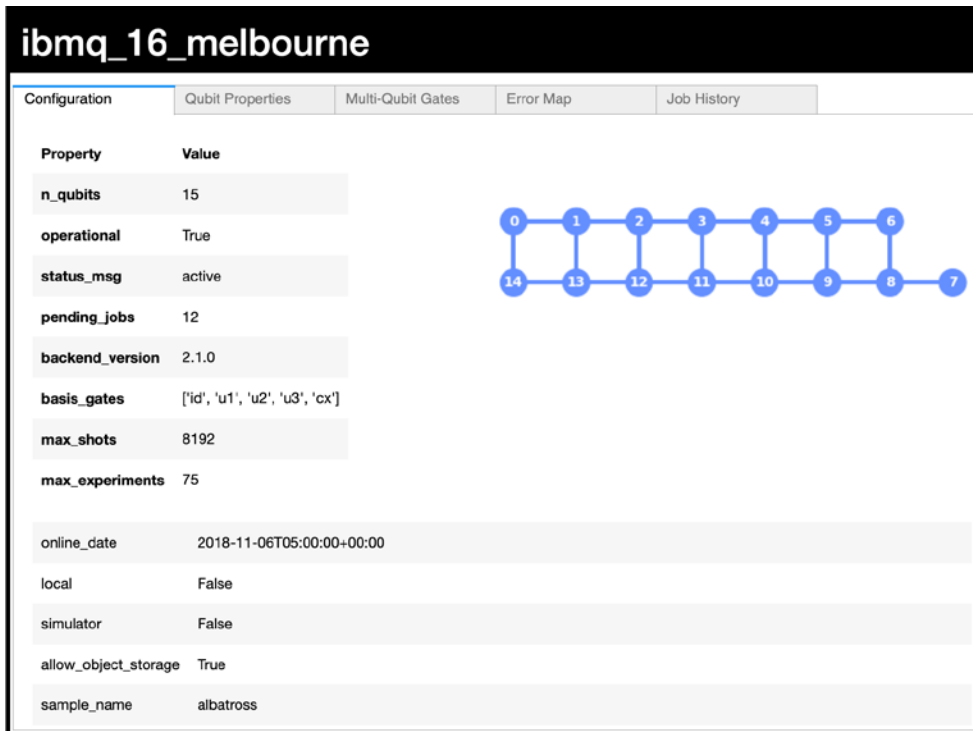 ibmq_16_melbourne
Configuration Qubit Properties Multi-Qubit Gates Error Map Job History
Property Value
n_qubits 15
operational True
status_msg active
pending_jobs 12
backend_version 2.1.0
basis_gates ['id', 'u1', 'u2', 'u3', 'cx']
max_shots 8192
max_experiments 75
0 1 2 3 4 5 6
14 13 12 11 10 9 8 7
online_date 2018-11-06T05:00:00+00:00
local False
simulator False
allow_object_storage True
sample_name albatross